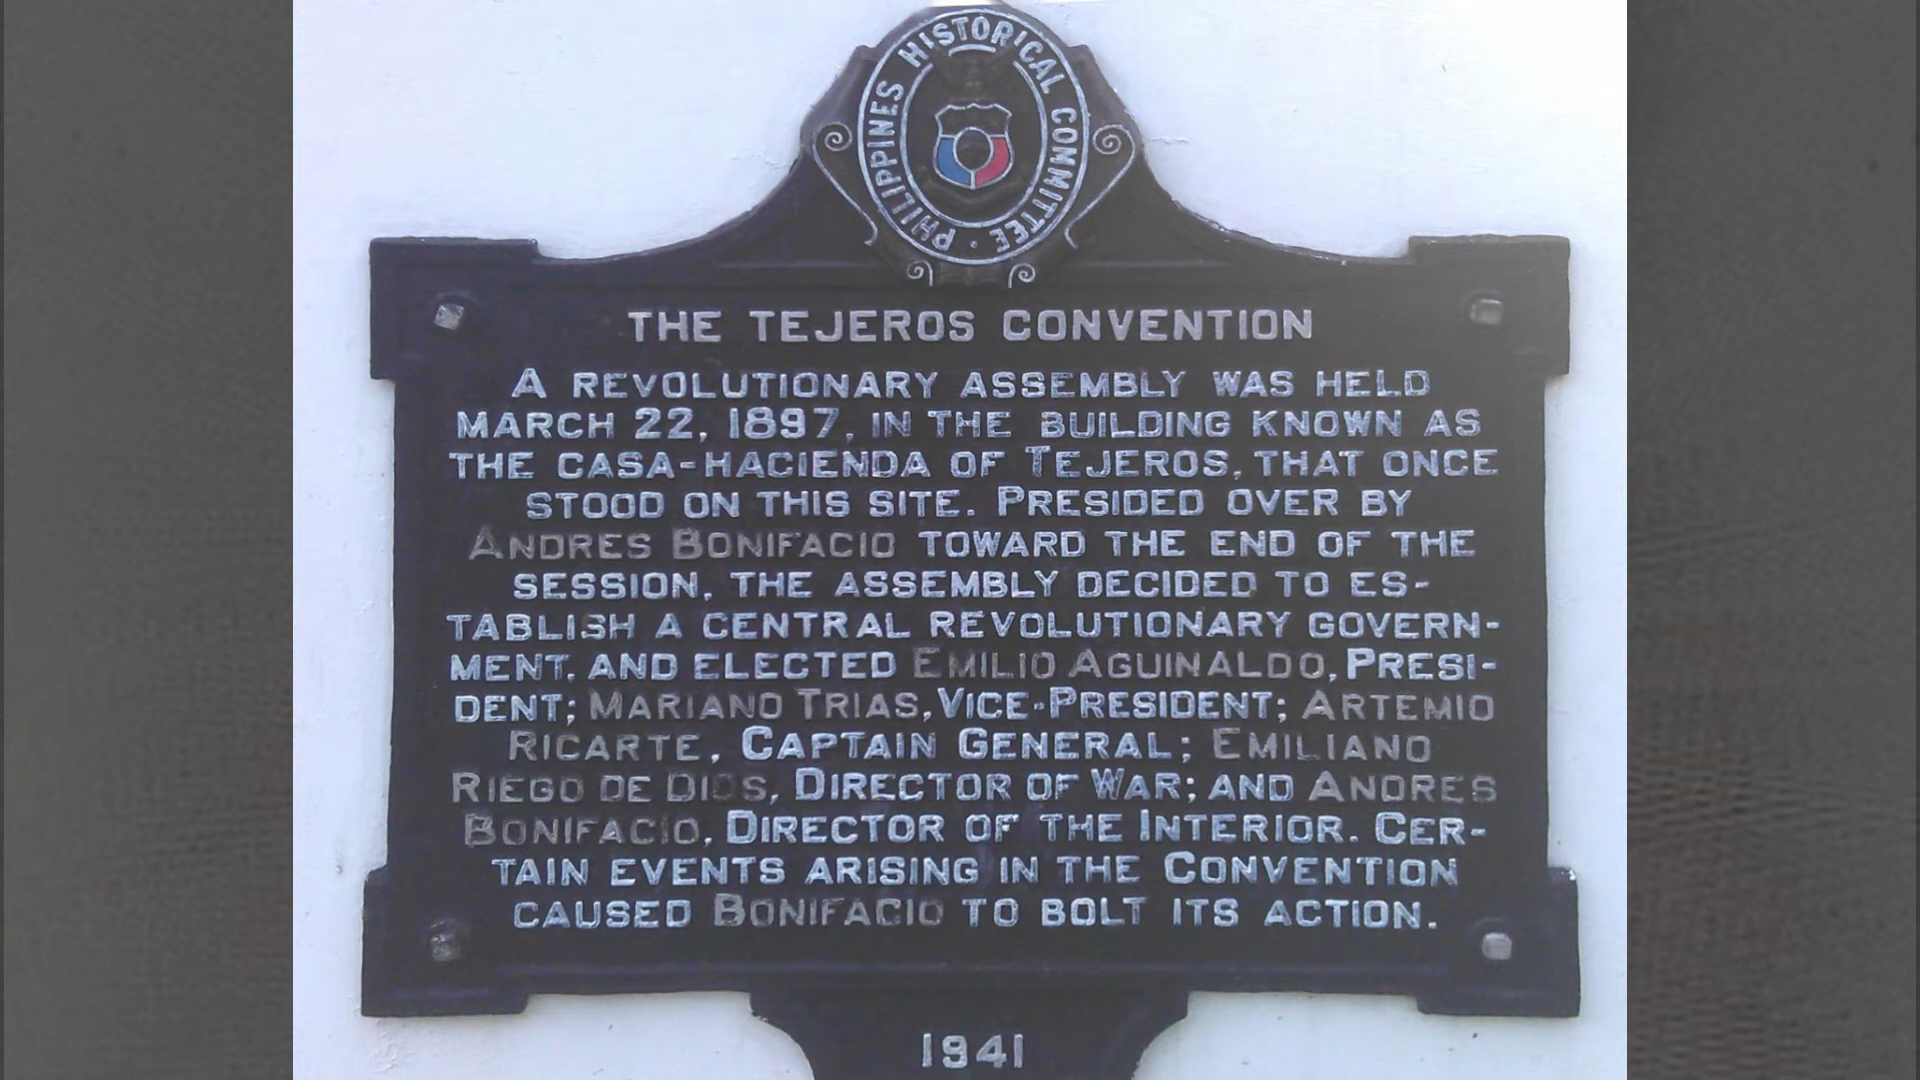 PHILIPPINES HISTORICAL COMMITTEE
THE TEJEROS CONVENTION
A REVOLUTIONARY ASSEMBLY WAS HELD
MARCH 22, 1897, IN THE BUILDING KNOWN AS
THE CASA-HACIENDA OF TEJEROS, THAT ONCE
STOOD ON THIS SITE. PRESIDED OVER BY
ANDRES BONIFACIO TOWARD THE END OF THE
SESSION, THE ASSEMBLY DECIDED TO ES-
TABLISH A CENTRAL REVOLUTIONARY GOVERN-
MENT, AND ELECTED EMILIO AGUINALDO, PRESI-
DENT; MARIANO TRIAS, VICE-PRESIDENT; ARTEMIO
RICARTE, CAPTAIN GENERAL; EMILIANO
RIEGO DE DIOS, DIRECTOR OF WAR; AND ANDRES
BONIFACIO, DIRECTOR OF THE INTERIOR. CER-
TAIN EVENTS ARISING IN THE CONVENTION
CAUSED BONIFACIO TO BOLT ITS ACTION.
1941